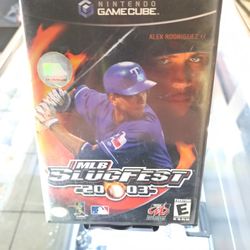 NINTENDO
GAMECUBE
ALEX RODRIGUEZ <<
MLB
SLUGFEST
2003
E